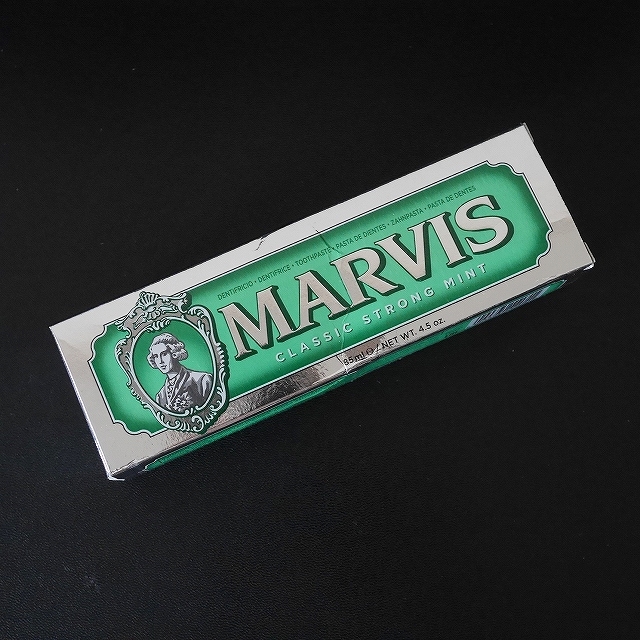 DENTIFRICIO • DENTIFRICE • TOOTHPASTE • PASTA DE DIENTES • ZAHNPASTA • PASTA DE DENTES
MARVIS
CLASSIC STRONG MINT
85ml ℮ NET WT. 4.5 oz.